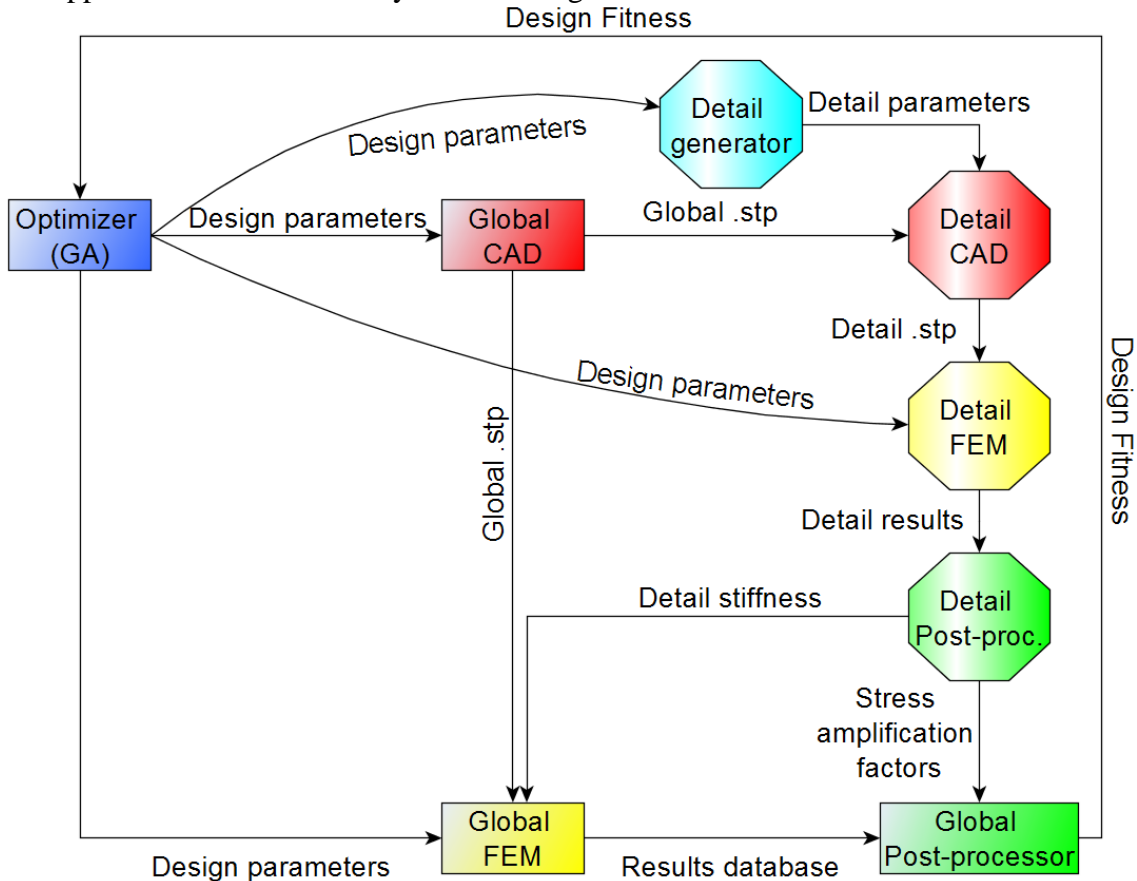 Design Fitness
Detail
generator
Detail parameters
Design parameters
Optimizer
(GA)
Design parameters
Global
CAD
Global .stp
Detail
CAD
Detail .stp
Design parameters
Detail
FEM
Design Fitness
Global .stp
Detail results
Detail stiffness
Detail
Post-proc.
Stress
amplification
factors
Global
FEM
Global
Post-processor
Design parameters
Results database